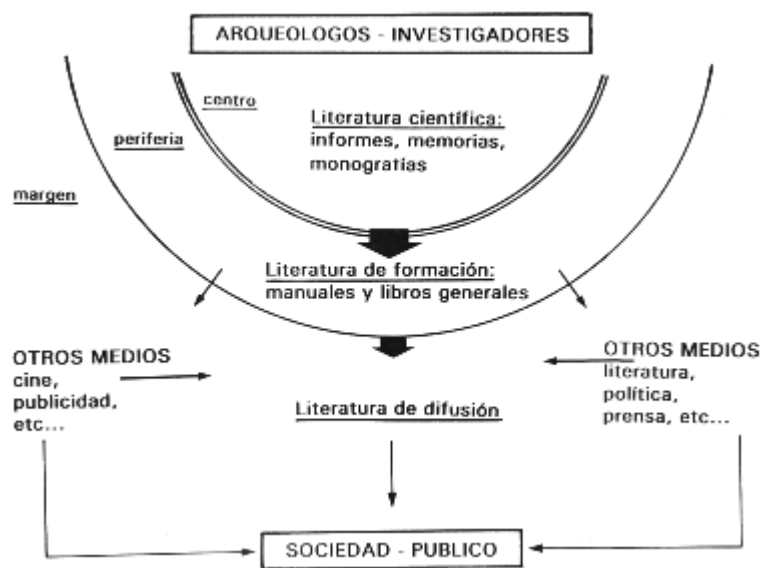 ARQUEOLOGOS - INVESTIGADORES
centro
Literatura científica:
informes, memorias,
monografías
periferia
margen
Literatura de formación:
manuales y libros generales
OTROS MEDIOS
cine,
publicidad,
etc...
OTROS MEDIOS
literatura,
política,
prensa, etc...
Literatura de difusión
SOCIEDAD - PUBLICO